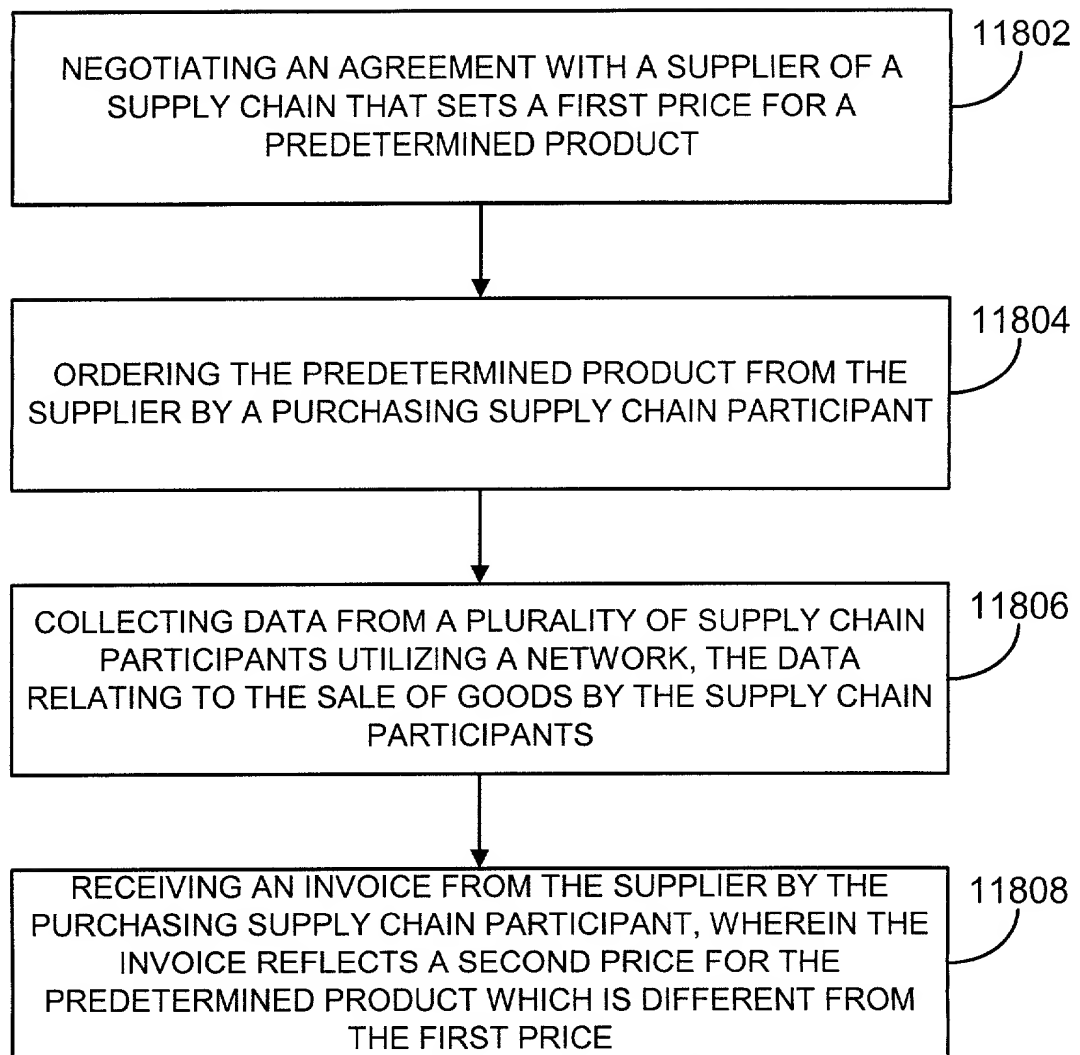 11802
NEGOTIATING AN AGREEMENT WITH A SUPPLIER OF A
SUPPLY CHAIN THAT SETS A FIRST PRICE FOR A
PREDETERMINED PRODUCT
11804
ORDERING THE PREDETERMINED PRODUCT FROM THE
SUPPLIER BY A PURCHASING SUPPLY CHAIN PARTICIPANT
11806
COLLECTING DATA FROM A PLURALITY OF SUPPLY CHAIN
PARTICIPANTS UTILIZING A NETWORK, THE DATA
RELATING TO THE SALE OF GOODS BY THE SUPPLY CHAIN
PARTICIPANTS
11808
RECEIVING AN INVOICE FROM THE SUPPLIER BY THE
PURCHASING SUPPLY CHAIN PARTICIPANT, WHEREIN THE
INVOICE REFLECTS A SECOND PRICE FOR THE
PREDETERMINED PRODUCT WHICH IS DIFFERENT FROM
THE FIRST PRICE